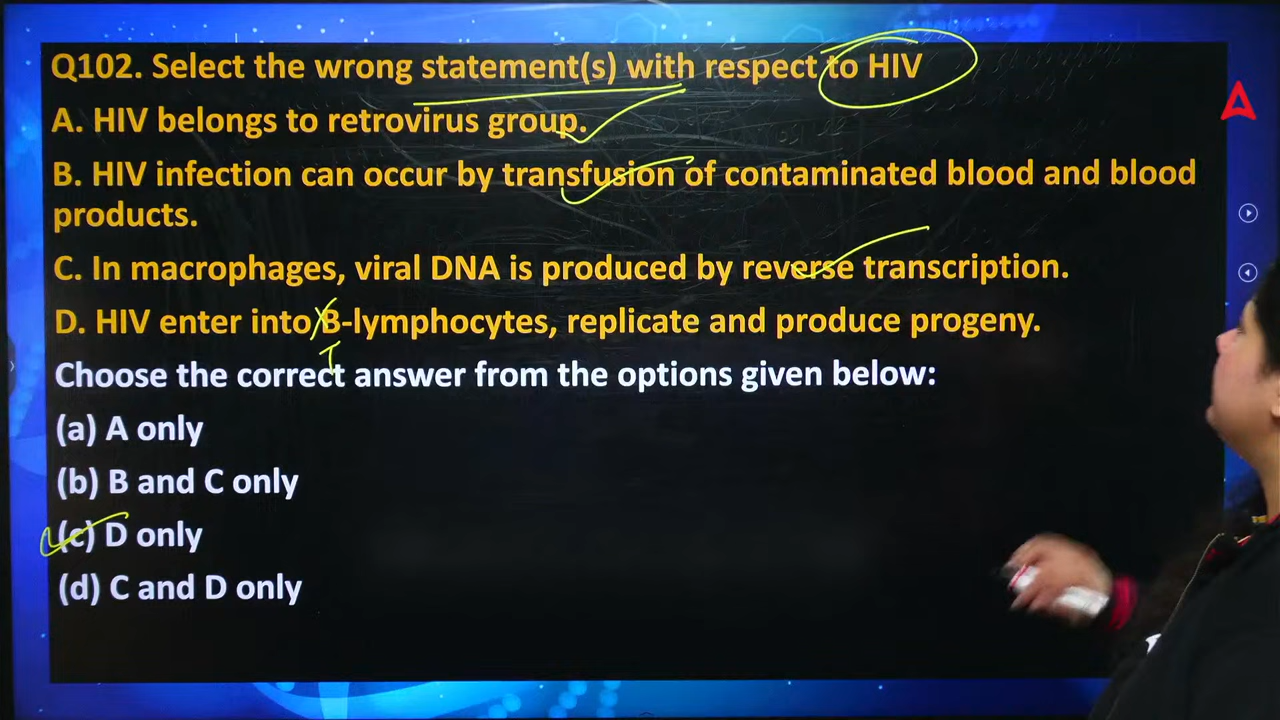 Q102. Select the wrong statement(s) with respect to HIV
A. HIV belongs to retrovirus group.
B. HIV infection can occur by transfusion of contaminated blood and blood
products.
C. In macrophages, viral DNA is produced by reverse transcription.
D. HIV enter into B-lymphocytes, replicate and produce progeny.
T
Choose the correct answer from the options given below:
(a) A only
(b) B and C only
(c) D only
(d) C and D only